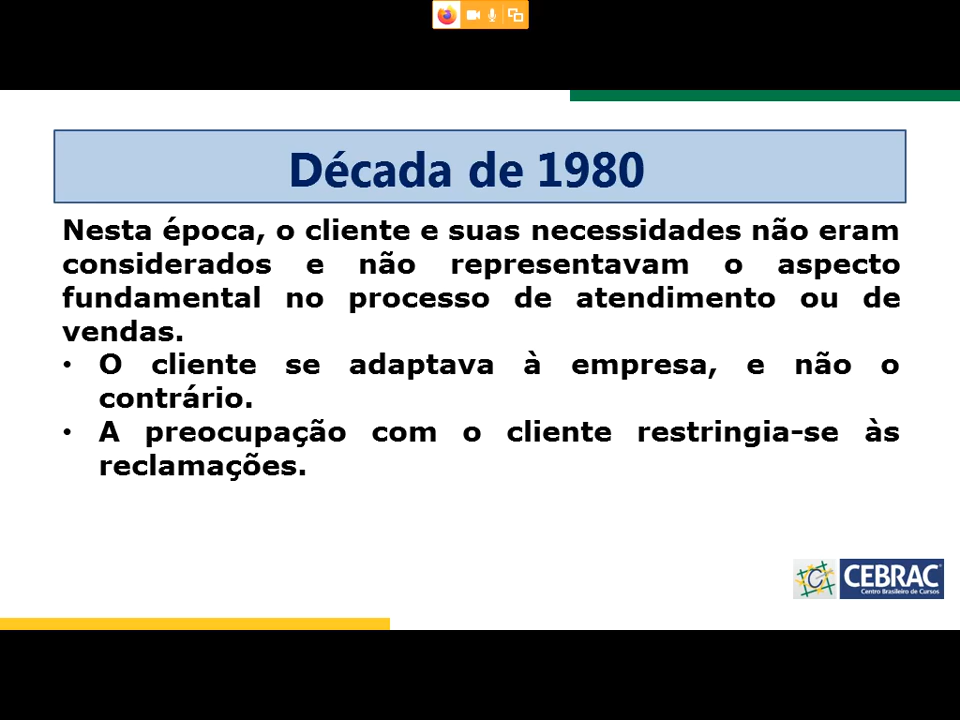 Década de 1980
Nesta época, o cliente e suas necessidades não eram
considerados e não representavam o aspecto
fundamental no processo de atendimento ou de
vendas.
• O cliente se adaptava à empresa, e não o
contrário.
• A preocupação com o cliente restringia-se às
reclamações.
C
CEBRAC
Centro Brasileiro de Cursos